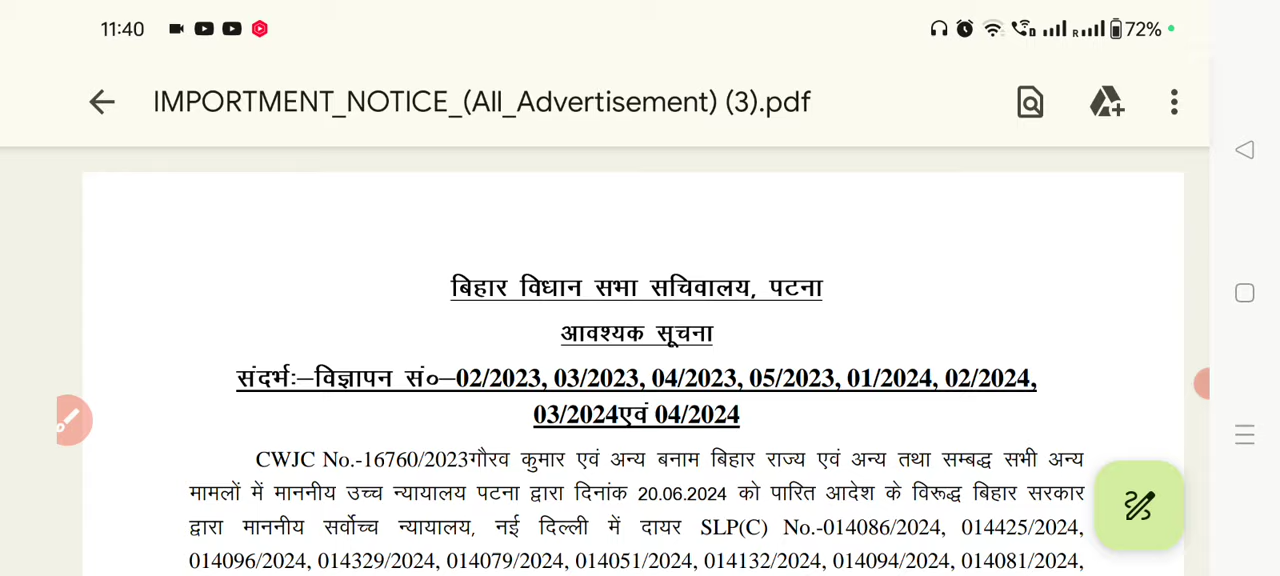 11:40
72%
IMPORTMENT_NOTICE_(All_Advertisement) (3).pdf
बिहार विधान सभा सचिवालय, पटना
आवश्यक सूचना
संदर्भः–विज्ञापन सं०–02/2023, 03/2023, 04/2023, 05/2023, 01/2024, 02/2024,
03/2024एवं 04/2024
CWJC No.-16760/2023गौरव कुमार एवं अन्य बनाम बिहार राज्य एवं अन्य तथा सम्बद्ध सभी अन्य
मामलों में माननीय उच्च न्यायालय पटना द्वारा दिनांक 20.06.2024 को पारित आदेश के विरूद्ध बिहार सरकार
द्वारा माननीय सर्वोच्च न्यायालय, नई दिल्ली में दायर SLP(C) No.-014086/2024, 014425/2024,
014096/2024, 014329/2024, 014079/2024, 014051/2024, 014132/2024, 014094/2024, 014081/2024,